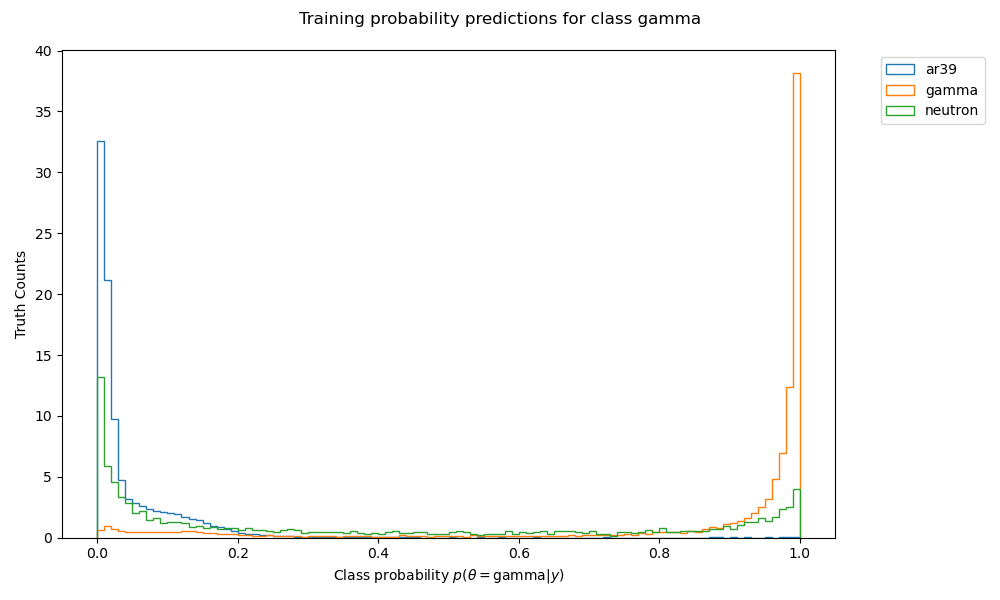 Training probability predictions for class gamma
40
35
30
25
20
15
10
5
0
Truth Counts
0.0 0.2 0.4 0.6 0.8 1.0
Class probability p(θ = gamma|y)
ar39
gamma
neutron